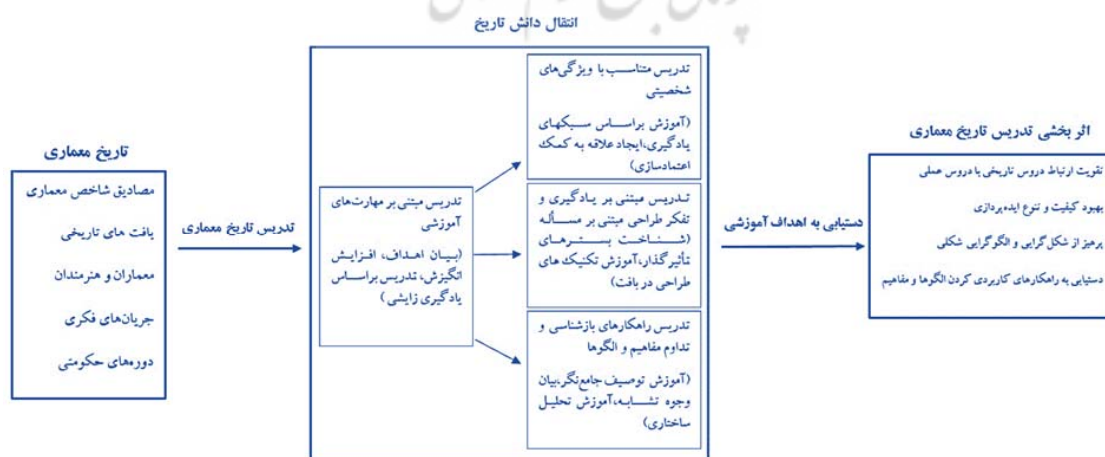 انتقال دانش تاریخ
تاریخ معماری
مصادیق شاخص معماری
بافت های تاریخی
معماران و هنرمندان
جریان‌های فکری
دوره‌های حکومتی
تدریس تاریخ معماری
تدریس مبتنی بر مهارت‌های
آموزشی
(بیان اهداف، افزایش
انگیزش، تدریس براساس
یادگیری زایشی)
تدریس متناسب با ویژگی‌های
شخصیتی
(آموزش براساس سبکهای
یادگیری،ایجاد علاقه به کمک
اعتمادسازی)
تدریس مبتنی بر یادگیری و
تفکر طراحی مبتنی بر مسأله
(شناخت بسترهای
تأثیرگذار،آموزش تکنیک های
طراحی در بافت)
تدریس راهکارهای بازشناسی و
تداوم مفاهیم و الگوها
(آموزش توصیف جامع‌نگر،بیان
وجوه تشابه،آموزش تحلیل
ساختاری)
دستیابی به اهداف آموزشی
اثر بخشی تدریس تاریخ معماری
تقویت ارتباط دروس تاریخی با دروس عملی
بهبود کیفیت و تنوع ایده‌پردازی
پرهیز از شکل‌گرایی و الگوگرایی شکلی
دستیابی به راهکارهای کاربردی کردن الگوها و مفاهیم